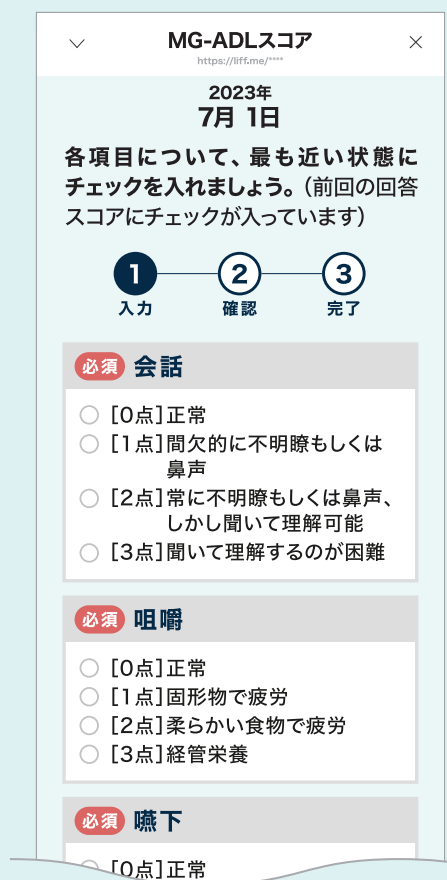 MG-ADLスコア
https://liff.me/****
2023年
7月 1日
各項目について、最も近い状態に
チェックを入れましょう。（前回の回答
スコアにチェックが入っています）
1 2 3
入力 確認 完了
必須 会話
[0点]正常
[1点]間欠的に不明瞭もしくは
鼻声
[2点]常に不明瞭もしくは鼻声、
しかし聞いて理解可能
[3点]聞いて理解するのが困難
必須 咀嚼
[0点]正常
[1点]固形物で疲労
[2点]柔らかい食物で疲労
[3点]経管栄養
必須 嚥下
[0点]正常